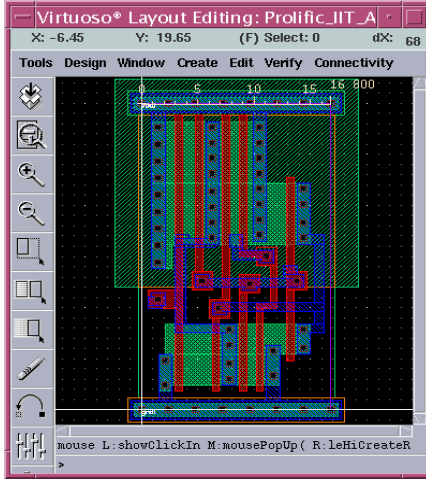 Virtuoso® Layout Editing: Prolific_IIT_A
X: -6.45 Y: 19.65 (F) Select: 0 dX: 68
Tools Design Window Create Edit Verify Connectivity
0 5 10 15 16 800
gnd!
mouse L:showClickIn M:mousePopUp( R:leHiCreateR
>